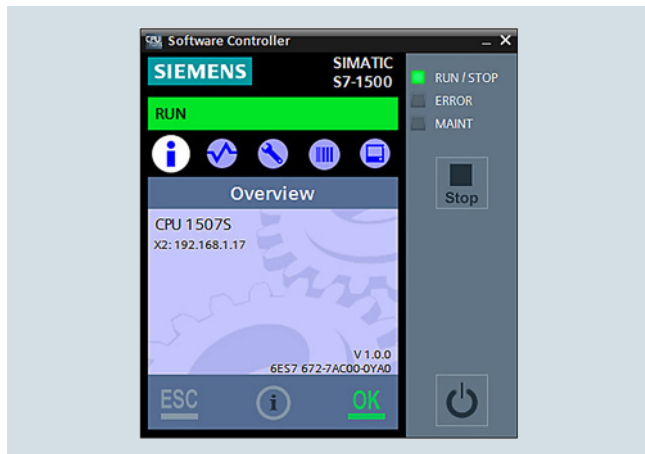 CPU Software Controller
SIEMENS
SIMATIC
S7-1500
RUN
RUN / STOP
ERROR
MAINT
Stop
i
Overview
CPU 1507S
X2: 192.168.1.17
V 1.0.0
6ES7 672-7AC00-0YA0
ESC
i
OK